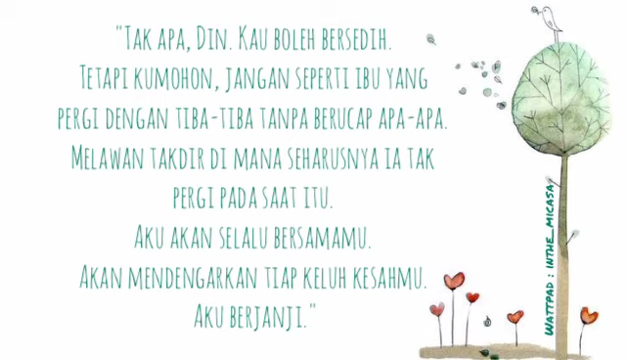 "Tak apa, Din. Kau boleh bersedih.
Tetapi kumohon, jangan seperti ibu yang
pergi dengan tiba-tiba tanpa berucap apa-apa.
Melawan takdir di mana seharusnya ia tak
pergi pada saat itu.
Aku akan selalu bersamamu.
Akan mendengarkan tiap keluh kesahmu.
Aku berjanji."
Wattpad : inthe_micasa